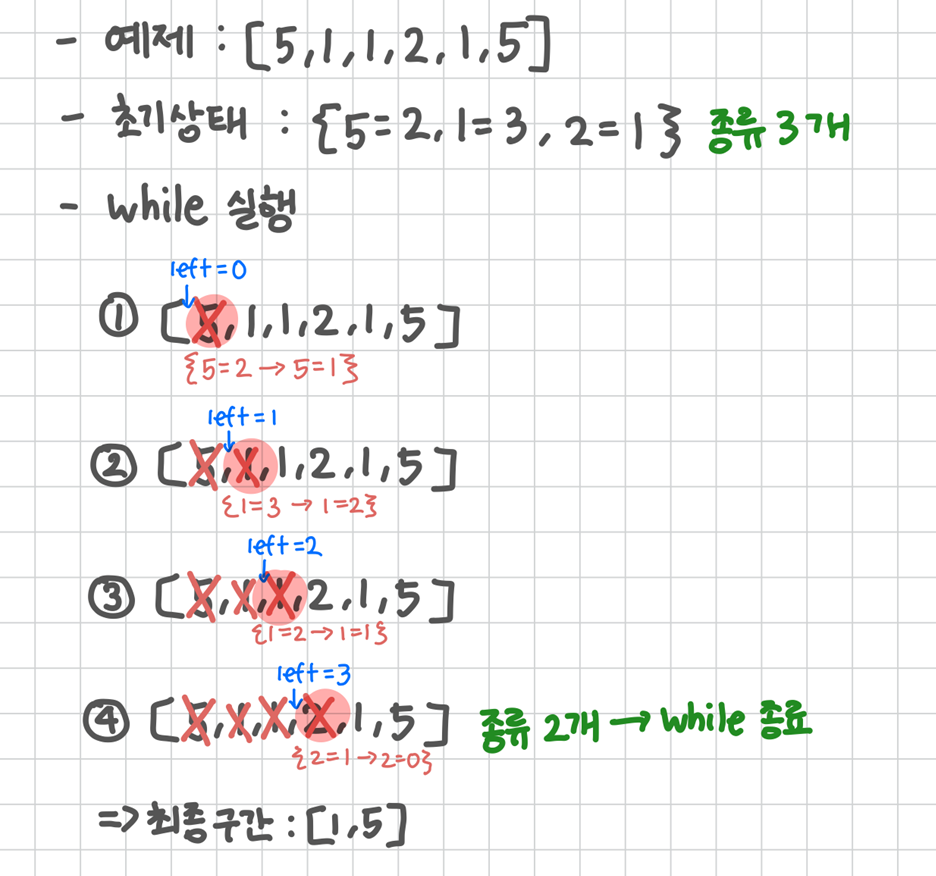 - 예제 : [5,1,1,2,1,5]
- 초기상태 : {5=2, 1=3, 2=1} 종류 3개
- while 실행
left=0
① [5,1,1,2,1,5]
{5=2→5=1}
left=1
② [5,1,1,2,1,5]
{1=3→1=2}
left=2
③ [5,1,1,2,1,5]
{1=2→1=1}
left=3
④ [5,1,1,2,1,5] 종류 2개→while 종료
{2=1→2=0}
=> 최종구간 : [1,5]